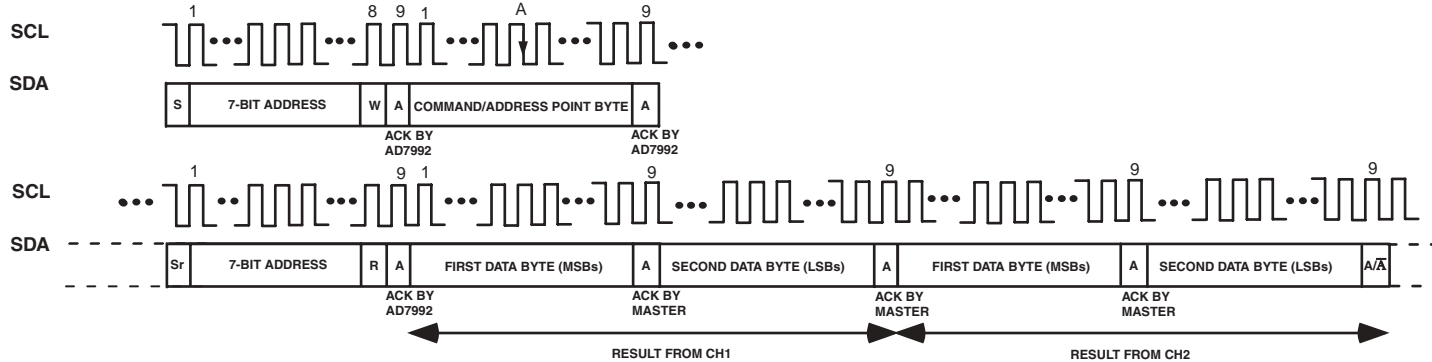 1 8 9 1 A 9
SCL
SDA
S 7-BIT ADDRESS W A COMMAND/ADDRESS POINT BYTE A
ACK BY AD7992 ACK BY AD7992
1 9 1 9 9 9 9
SCL
SDA
Sr 7-BIT ADDRESS R A FIRST DATA BYTE (MSBs) A SECOND DATA BYTE (LSBs) A FIRST DATA BYTE (MSBs) A SECOND DATA BYTE (LSBs) A/A̅
ACK BY AD7992 ACK BY MASTER ACK BY MASTER ACK BY MASTER
RESULT FROM CH1 RESULT FROM CH2